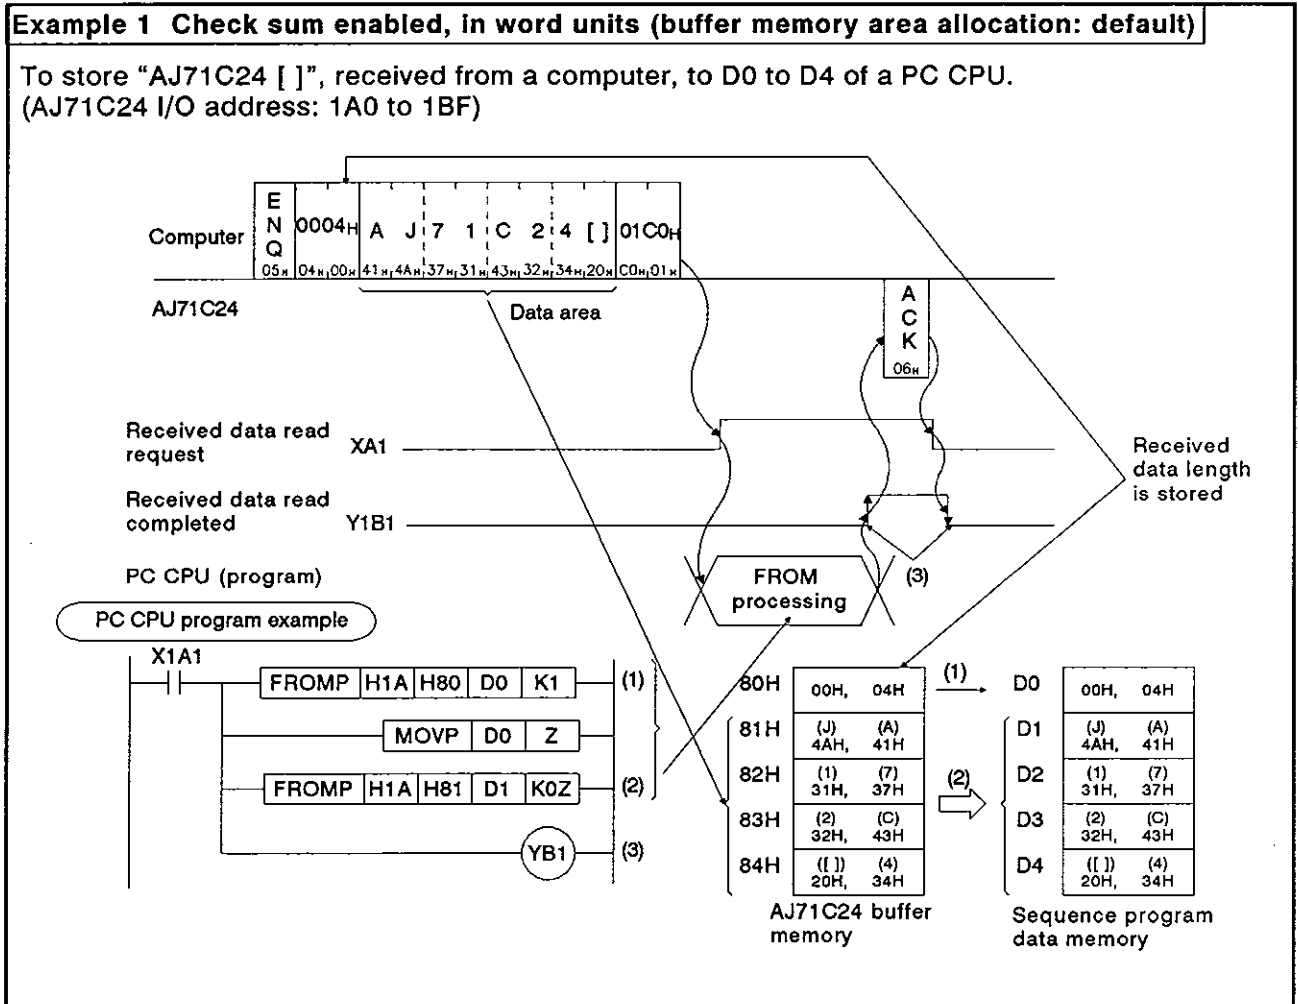 Example 1 Check sum enabled, in word units (buffer memory area allocation: default)
To store “AJ71C24 [ ]”, received from a computer, to D0 to D4 of a PC CPU.
(AJ71C24 I/O address: 1A0 to 1BF)
Computer
E
N
Q
05H
0004H
04H, 00H
A J 7 1 C 2 4 [ ]
41H, 4AH, 37H, 31H, 43H, 32H, 34H, 20H
01C0H
C0H, 01H
AJ71C24
Data area
A
C
K
06H
Received data read
request
XA1
Received
data length
is stored
Received data read
completed
Y1B1
(3)
PC CPU (program)
FROM
processing
PC CPU program example
X1A1
FROMP H1A H80 D0 K1 (1)
MOVP D0 Z
FROMP H1A H81 D1 K0Z (2)
YB1 (3)
80H 00H, 04H (1) D0 00H, 04H
81H (J) (A) D1 (J) (A)
4AH, 41H 4AH, 41H
82H (1) (7) D2 (1) (7)
31H, 37H (2) 31H, 37H
83H (2) (C) D3 (2) (C)
32H, 43H 32H, 43H
84H ([ ]) (4) D4 ([ ]) (4)
20H, 34H 20H, 34H
AJ71C24 buffer
memory
Sequence program
data memory